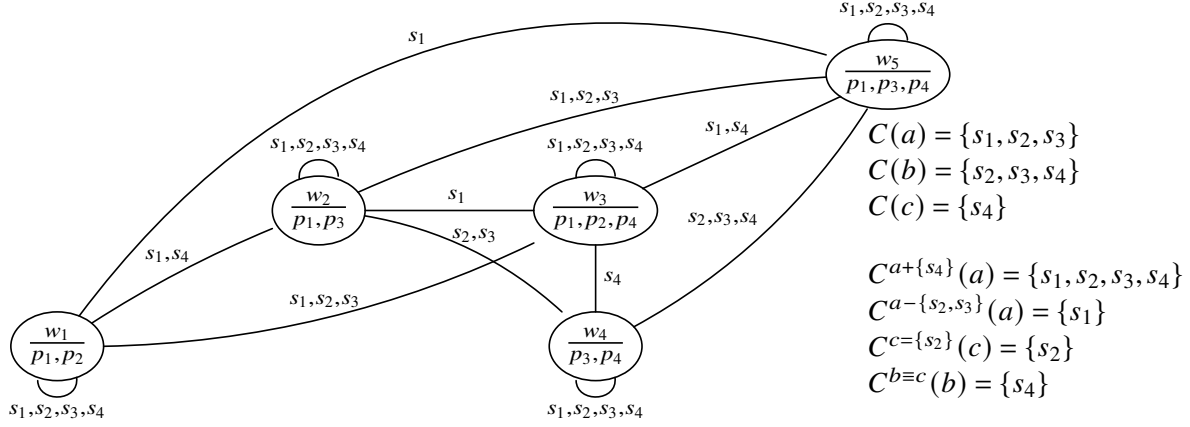 s₁,s₂,s₃,s₄
s₁
w₅
p₁,p₃,p₄
s₁,s₂,s₃
s₁,s₄
C(a) = {s₁, s₂, s₃}
C(b) = {s₂, s₃, s₄}
C(c) = {s₄}
s₁,s₂,s₃,s₄
s₁,s₂,s₃,s₄
w₂
p₁,p₃
s₁
w₃
p₁,p₂,p₄
s₂,s₃,s₄
s₂,s₃
s₁,s₄
s₄
s₁,s₂,s₃
C^{a+{s₄}}(a) = {s₁, s₂, s₃, s₄}
C^{a−{s₂,s₃}}(a) = {s₁}
C^{c={s₂}}(c) = {s₂}
C^{b≡c}(b) = {s₄}
w₁
p₁,p₂
w₄
p₃,p₄
s₁,s₂,s₃,s₄
s₁,s₂,s₃,s₄